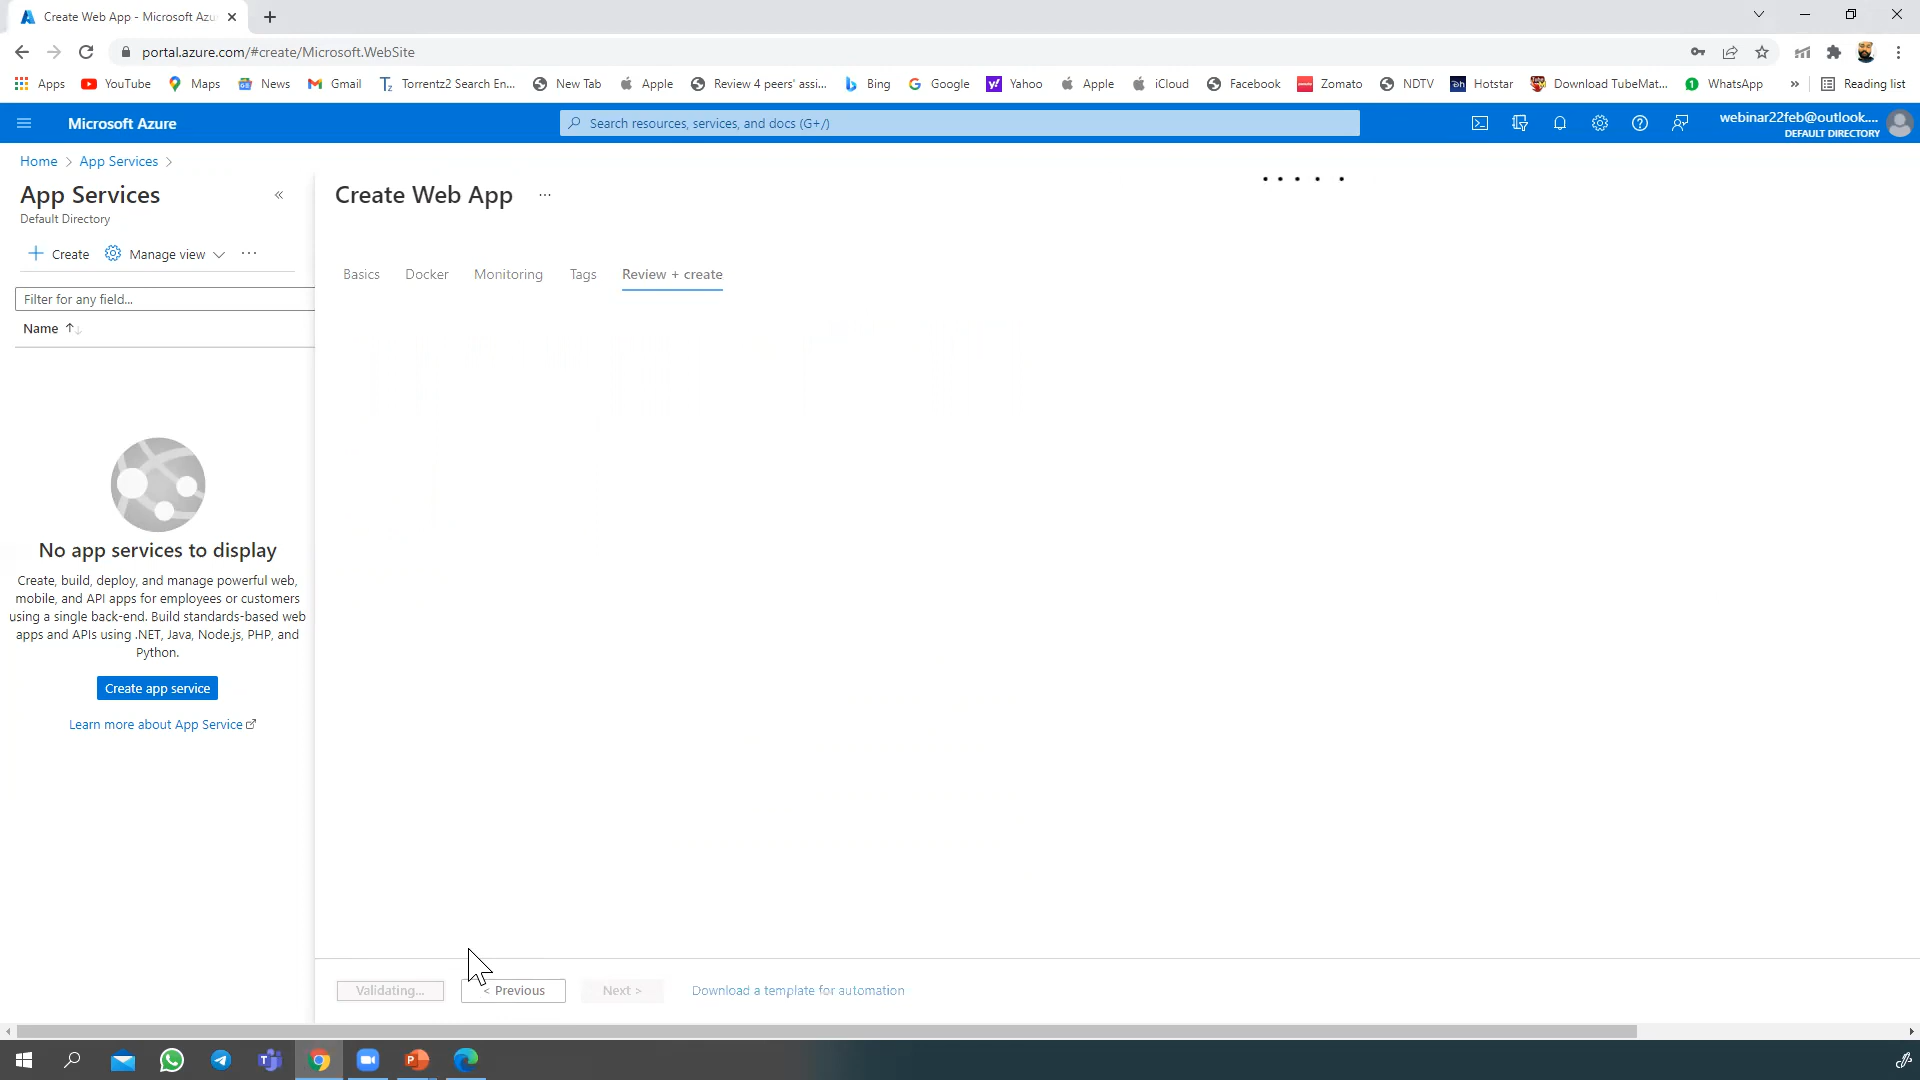 Create Web App - Microsoft Azu
portal.azure.com/#create/Microsoft.WebSite
Apps YouTube Maps News Gmail Torrentz2 Search En... New Tab Apple Review 4 peers' assi... Bing Google Yahoo Apple iCloud Facebook Zomato NDTV Hotstar Download TubeMat... WhatsApp » Reading list
Microsoft Azure
Search resources, services, and docs (G+/)
webinar22feb@outlook....
DEFAULT DIRECTORY
Home > App Services >
App Services «
Default Directory
+ Create Manage view ...
Filter for any field...
Name ↑↓
No app services to display
Create, build, deploy, and manage powerful web,
mobile, and API apps for employees or customers
using a single back-end. Build standards-based web
apps and APIs using .NET, Java, Node.js, PHP, and
Python.
Create app service
Learn more about App Service
Create Web App ...
Basics Docker Monitoring Tags Review + create
Validating... < Previous Next > Download a template for automation